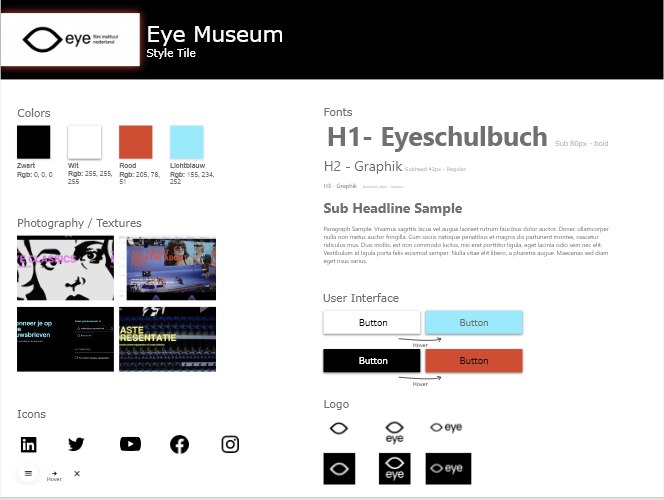 eye film instituut
nederland
Eye Museum
Style Tile
Colors
Zwart
Rgb: 0, 0, 0
Wit
Rgb: 255, 255,
255
Rood
Rgb: 205, 78,
51
Lichtblauw
Rgb: 155, 234,
252
Photography / Textures
E CLASSICS
onneer je op
uwsbrieven
ASTE
RESENTATIE
Icons
Hover
Fonts
H1- Eyeschulbuch Sub 80px - bold
H2 - Graphik Subhead 42px - Regular
H3 - Graphik
Sub Headline Sample
Paragraph Sample. Vivamus sagittis lacus vel augue laoreet rutrum faucibus dolor auctor. Donec ullamcorper
nulla non metus auctor fringilla. Cum sociis natoque penatibus et magnis dis parturient montes, nascetur
ridiculus mus. Duis mollis, est non commodo luctus, nisi erat porttitor ligula, eget lacinia odio sem nec elit.
Vestibulum id ligula porta felis euismod semper. Nulla vitae elit libero, a pharetra augue. Maecenas sed diam
eget risus varius.
User Interface
Button
Button
Hover
Button
Button
Hover
Logo
eye
eye
eye
eye